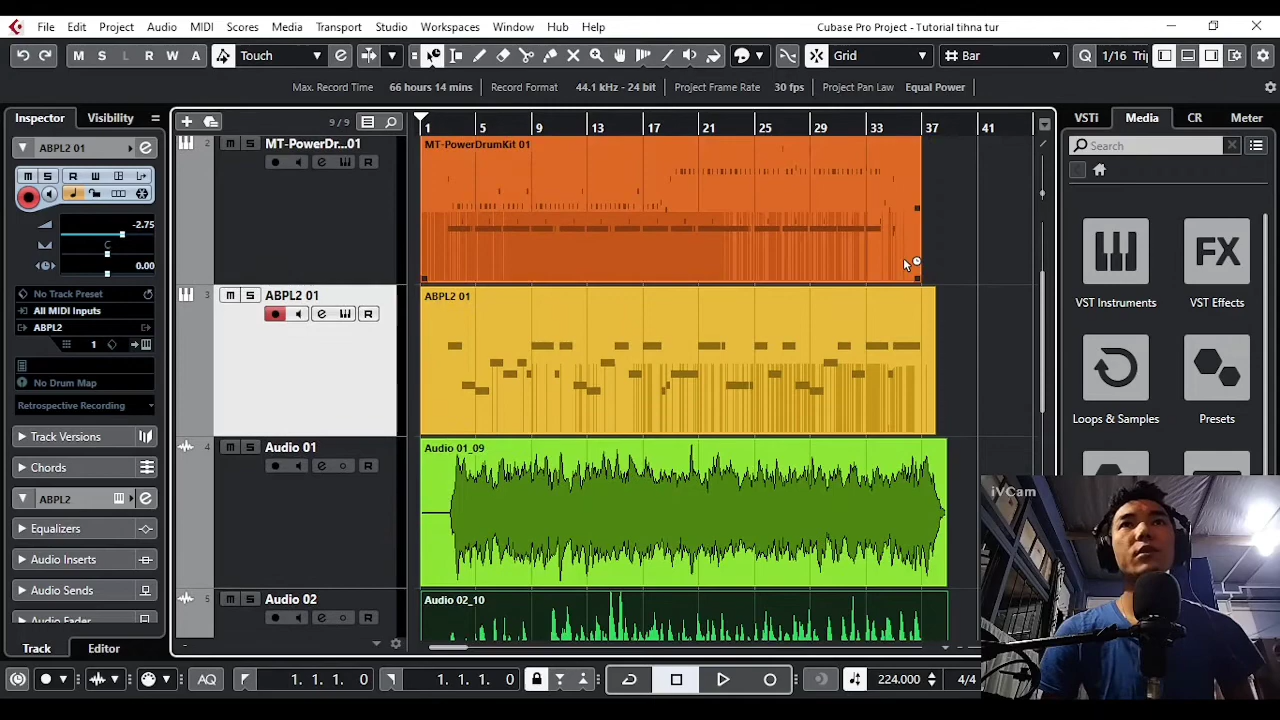 File Edit Project Audio MIDI Scores Media Transport Studio Workspaces Window Hub Help Cubase Pro Project - Tutorial tihna tur
M S L R W A Touch Grid Bar 1/16 Trip
Max. Record Time 66 hours 14 mins Record Format 44.1 kHz - 24 bit Project Frame Rate 30 fps Project Pan Law Equal Power
Inspector Visibility 9 / 9 1 5 9 13 17 21 25 29 33 37 41 VSTi Media CR Meter
2 M S MT-PowerDr...01 MT-PowerDrumKit 01
ABPL2 01 Search
R
M S R W
-2.75
C
0.00
No Track Preset
All MIDI Inputs
ABPL2
1
No Drum Map
Retrospective Recording
Track Versions
Chords
ABPL2
Equalizers
Audio Inserts
Audio Sends
Audio Fader
Track Editor
3 M S ABPL2 01 ABPL2 01
R
4 M S Audio 01 Audio 01_09
R
5 M S Audio 02 Audio 02_10
R
VST Instruments VST Effects
FX
Loops & Samples Presets
iVCam
AQ 1. 1. 1. 0 1. 1. 1. 0 224.000 4/4